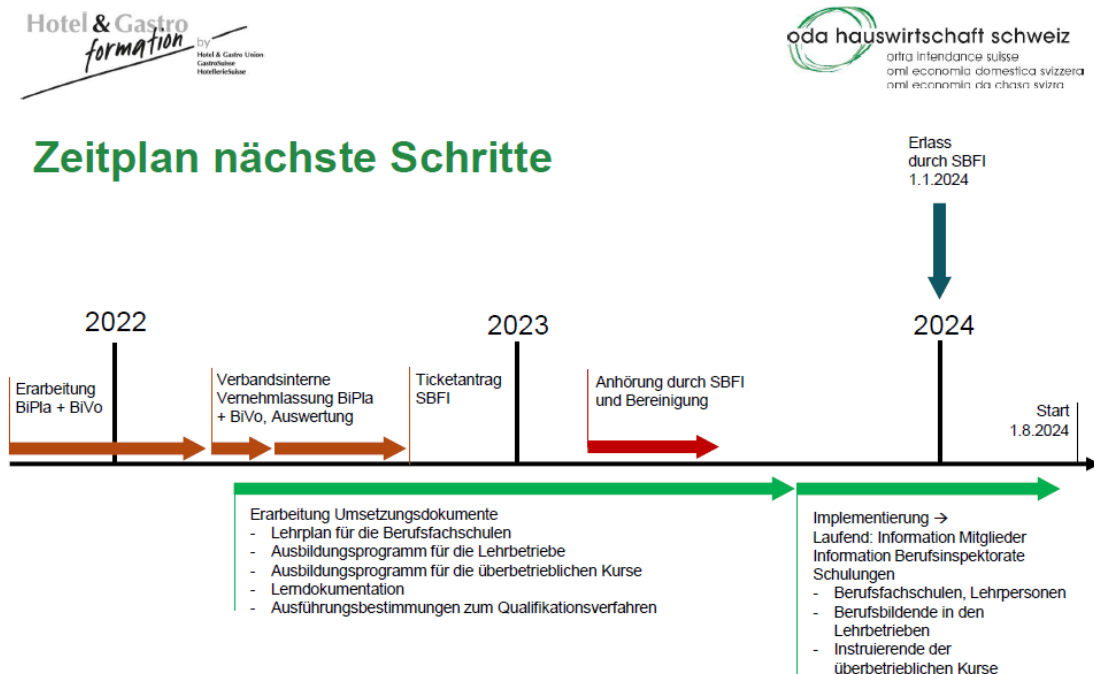 Hotel & Gastro
formation by
Hotel & Gastro Union
GastroSuisse
HotellerieSuisse
oda hauswirtschaft schweiz
ortra intendance suisse
oml economia domestica svizzera
oml economia da chasa svizra
Zeitplan nächste Schritte
Erlass
durch SBFI
1.1.2024
2022
2023
2024
Erarbeitung
BiPla + BiVo
Verbandsinterne
Vernehmlassung BiPla
+ BiVo, Auswertung
Ticketantrag
SBFI
Anhörung durch SBFI
und Bereinigung
Start
1.8.2024
Erarbeitung Umsetzungsdokumente
- Lehrplan für die Berufsfachschulen
- Ausbildungsprogramm für die Lehrbetriebe
- Ausbildungsprogramm für die überbetrieblichen Kurse
- Lerndokumentation
- Ausführungsbestimmungen zum Qualifikationsverfahren
Implementierung →
Laufend: Information Mitglieder
Information Berufsinspektorate
Schulungen
- Berufsfachschulen, Lehrpersonen
- Berufsbildende in den
Lehrbetrieben
- Instruierende der
überbetrieblichen Kurse